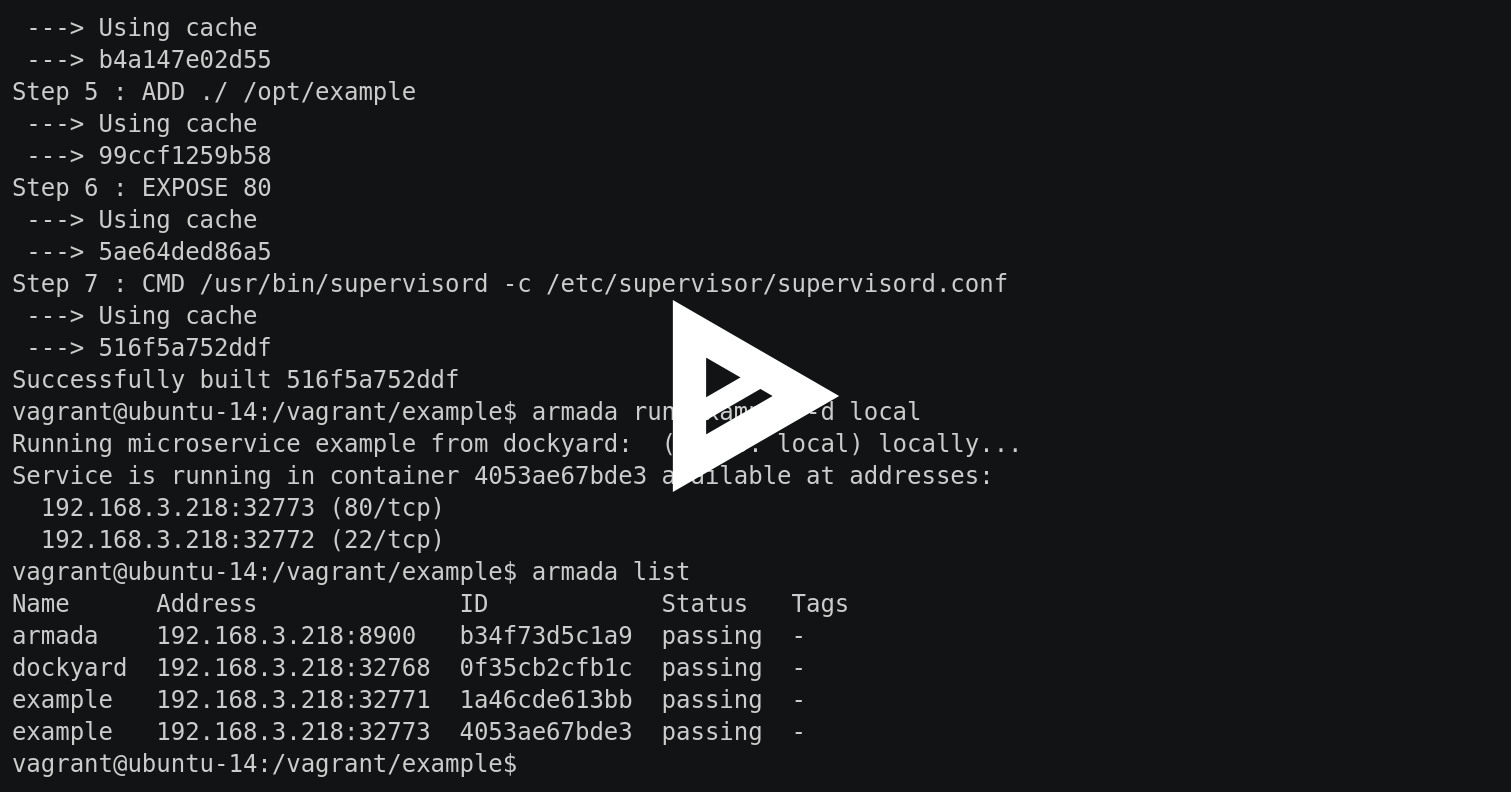 ---> Using cache
---> b4a147e02d55
Step 5 : ADD ./ /opt/example
---> Using cache
---> 99ccf1259b58
Step 6 : EXPOSE 80
---> Using cache
---> 5ae64ded86a5
Step 7 : CMD /usr/bin/supervisord -c /etc/supervisor/supervisord.conf
---> Using cache
---> 516f5a752ddf
Successfully built 516f5a752ddf
vagrant@ubuntu-14:/vagrant/example$ armada run local
Running microservice example from dockyard: local) locally...
Service is running in container 4053ae67bde3 available at addresses:
192.168.3.218:32773 (80/tcp)
192.168.3.218:32772 (22/tcp)
vagrant@ubuntu-14:/vagrant/example$ armada list
Name Address ID Status Tags
armada 192.168.3.218:8900 b34f73d5c1a9 passing -
dockyard 192.168.3.218:32768 0f35cb2cfb1c passing -
example 192.168.3.218:32771 1a46cde613bb passing -
example 192.168.3.218:32773 4053ae67bde3 passing -
vagrant@ubuntu-14:/vagrant/example$